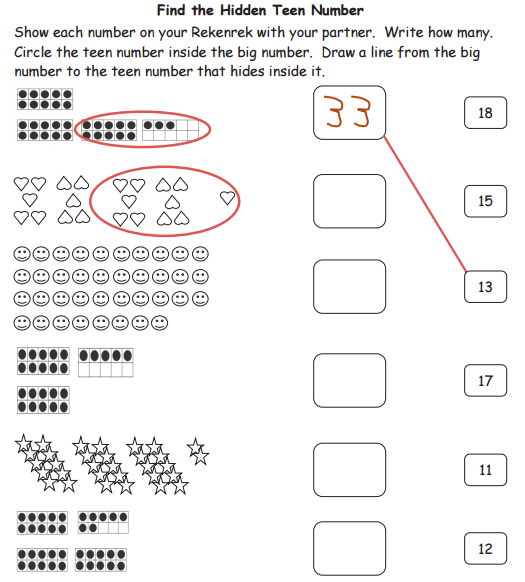 Find the Hidden Teen Number
Show each number on your Rekenrek with your partner. Write how many.
Circle the teen number inside the big number. Draw a line from the big
number to the teen number that hides inside it.
33
18
15
13
17
11
12